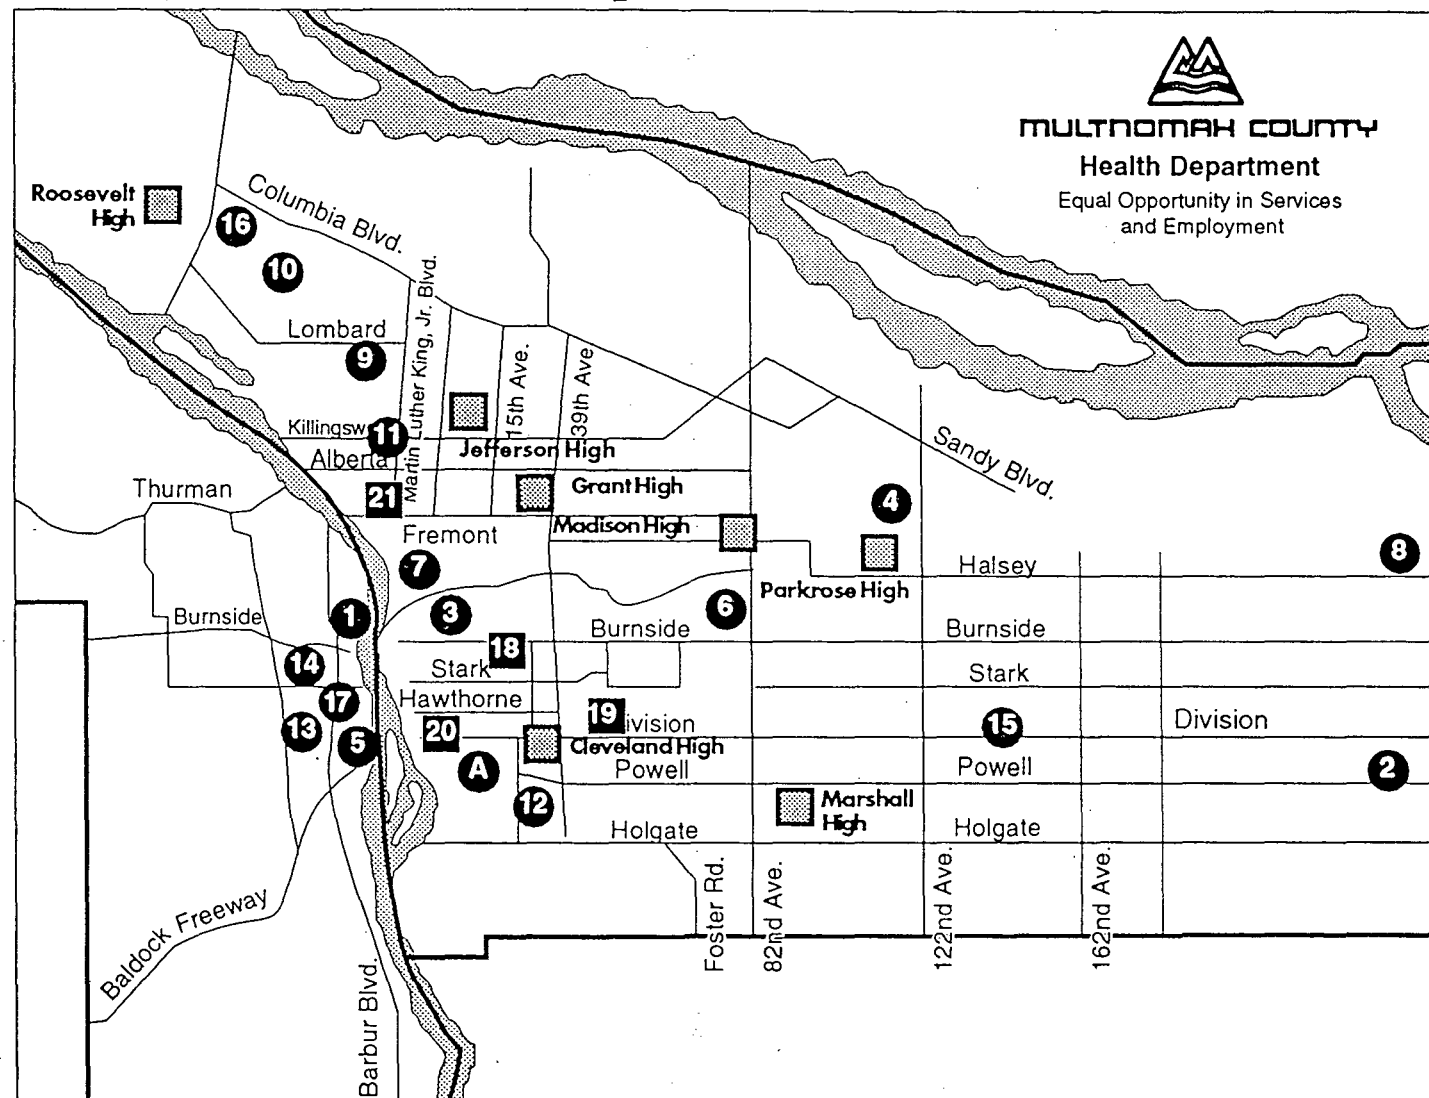 MULTNOMAH COUNTY
Health Department
Equal Opportunity in Services
and Employment
Roosevelt
High
16
Columbia Blvd.
10
Lombard
9
Martin Luther King, Jr. Blvd.
15th Ave.
39th Ave
Killingsw
11
Jefferson High
Alberta
Sandy Blvd.
Thurman
21
Grant High
4
Fremont
Madison High
8
7
Halsey
Parkrose High
Burnside
1
3
6
Burnside
Burnside
18
14
Stark
Stark
17
Hawthorne
13
5
20
19
ivision
15
Division
Cleveland High
A
Powell
Powell
2
12
Marshall
High
Holgate
Holgate
Baldock Freeway
Barbur Blvd.
Foster Rd.
82nd Ave.
122nd Ave.
162nd Ave.